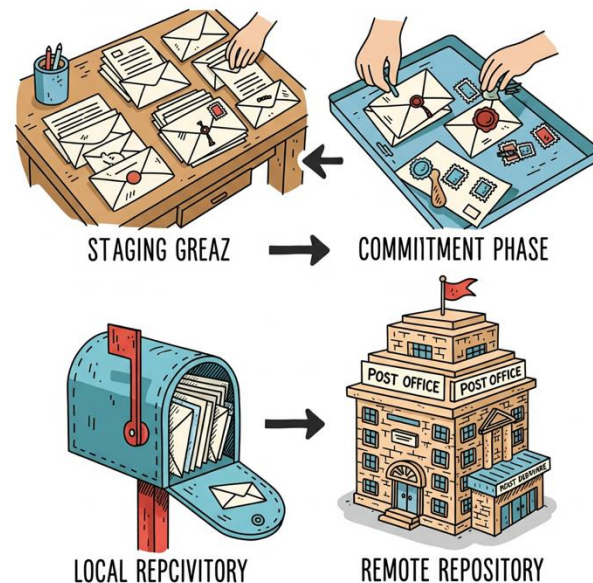 STAGING GREAZ
COMMIITMENT PHASE
POST OFFICE
POST OFFICE
LOCAL REPCIVITORY
REMOTE REPOSITORY